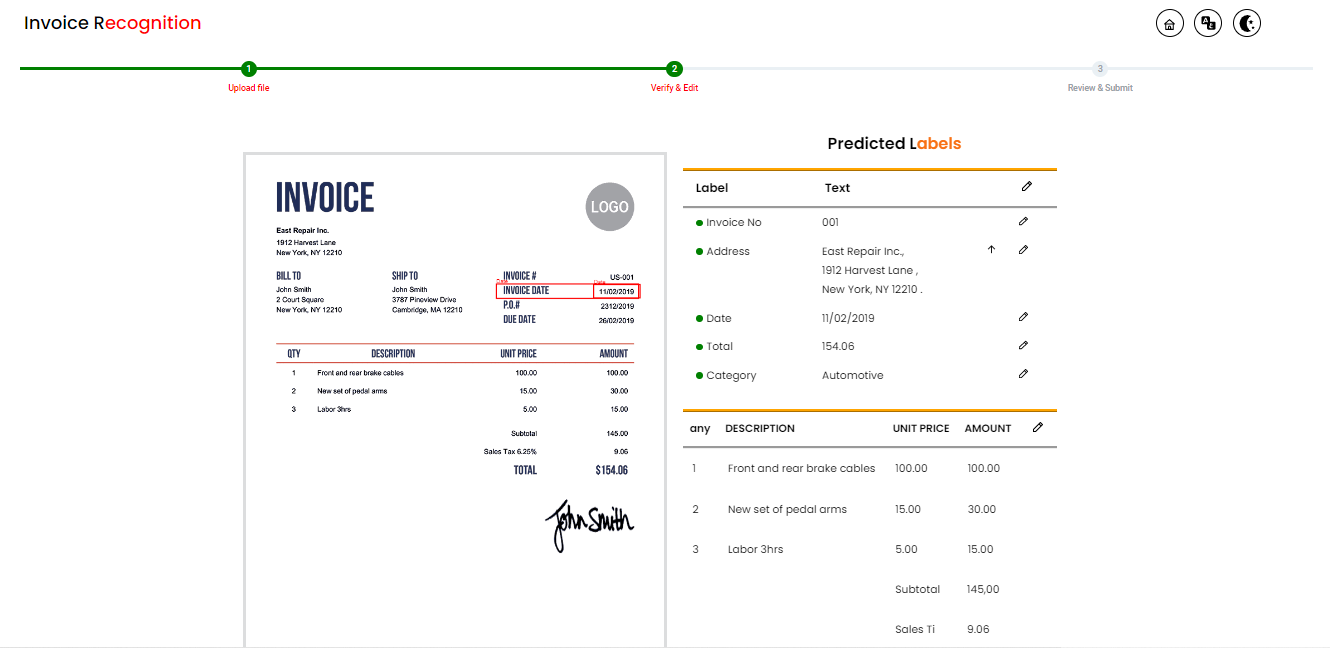 Invoice Recognition
1 2 3
Upload file Verify & Edit Review & Submit
INVOICE
LOGO
East Repair Inc.
1912 Harvest Lane
New York, NY 12210
BILL TO
John Smith
2 Court Square
New York, NY 12210
SHIP TO
John Smith
3787 Pineview Drive
Cambridge, MA 12210
INVOICE # US-001
Date Date
INVOICE DATE 11/02/2019
P.O.# 2312/2019
DUE DATE 26/02/2019
QTY DESCRIPTION UNIT PRICE AMOUNT
1 Front and rear brake cables 100.00 100.00
2 New set of pedal arms 15.00 30.00
3 Labor 3hrs 5.00 15.00
Subtotal 145.00
Sales Tax 6.25% 9.06
TOTAL $154.06
John Smith
Predicted Labels
Label Text
Invoice No 001
Address East Repair Inc.,
1912 Harvest Lane ,
New York, NY 12210 .
Date 11/02/2019
Total 154.06
Category Automotive
any DESCRIPTION UNIT PRICE AMOUNT
1 Front and rear brake cables 100.00 100.00
2 New set of pedal arms 15.00 30.00
3 Labor 3hrs 5.00 15.00
Subtotal 145,00
Sales Ti 9.06